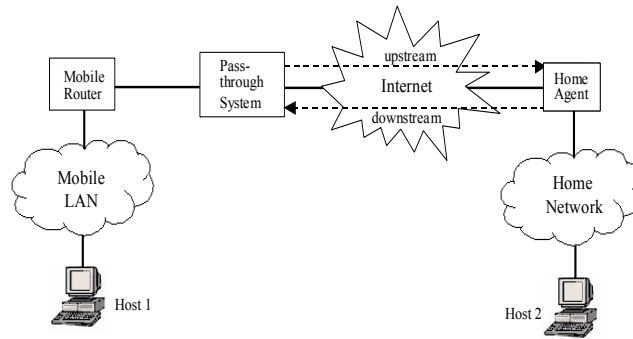 Mobile
Router
Pass-
through
System
upstream
Internet
downstream
Home
Agent
Mobile
LAN
Home
Network
Host 1
Host 2